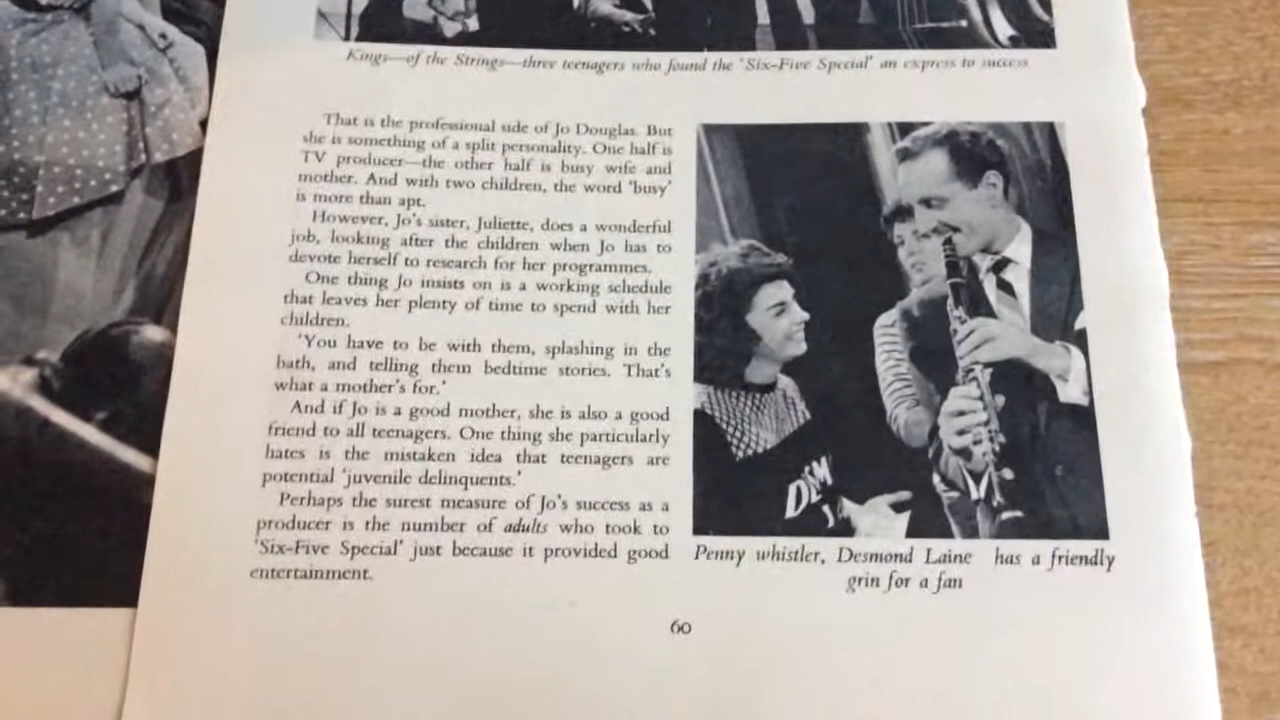 Kings—of the Strings—three teenagers who found the 'Six-Five Special' an express to success
That is the professional side of Jo Douglas. But
she is something of a split personality. One half is
TV producer—the other half is busy wife and
mother. And with two children, the word 'busy'
is more than apt.
However, Jo's sister, Juliette, does a wonderful
job, looking after the children when Jo has to
devote herself to research for her programmes.
One thing Jo insists on is a working schedule
that leaves her plenty of time to spend with her
children.
'You have to be with them, splashing in the
bath, and telling them bedtime stories. That's
what a mother's for.'
And if Jo is a good mother, she is also a good
friend to all teenagers. One thing she particularly
hates is the mistaken idea that teenagers are
potential 'juvenile delinquents.'
Perhaps the surest measure of Jo's success as a
producer is the number of adults who took to
'Six-Five Special' just because it provided good
entertainment.
Penny whistler, Desmond Laine has a friendly
grin for a fan
60